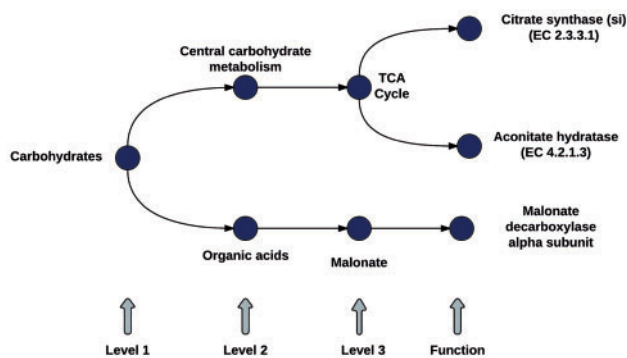 Citrate synthase (si)
(EC 2.3.3.1)
Central carbohydrate
metabolism
TCA
Cycle
Carbohydrates
Aconitate hydratase
(EC 4.2.1.3)
Organic acids
Malonate
Malonate
decarboxylase
alpha subunit
Level 1
Level 2
Level 3
Function